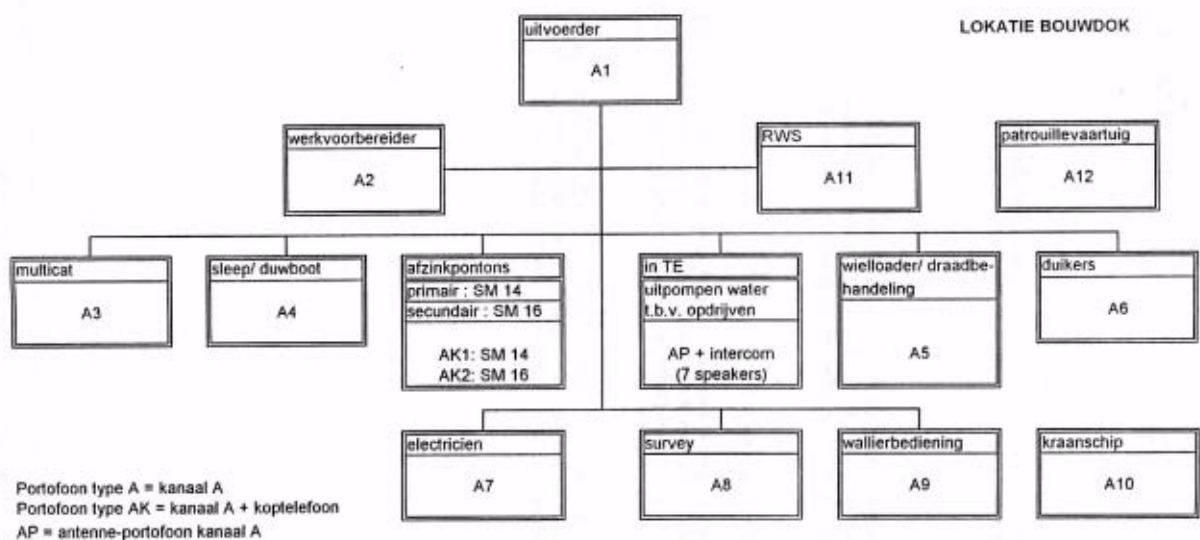 uitvoerder
A1
LOKATIE BOUWDOK
werkvoorbereider
A2
RWS
A11
patrouillevaartuig
A12
multicat
A3
sleep/ duwboot
A4
afzinkpontons
primair : SM 14
secundair : SM 16
AK1: SM 14
AK2: SM 16
in TE
uitpompen water
t.b.v. opdrijven
AP + intercom
(7 speakers)
wielloader/ draadbe-
handeling
A5
duikers
A6
electricien
A7
survey
A8
wallierbediening
A9
kraanschip
A10
Portofoon type A = kanaal A
Portofoon type AK = kanaal A + koptelefoon
AP = antenne-portofoon kanaal A